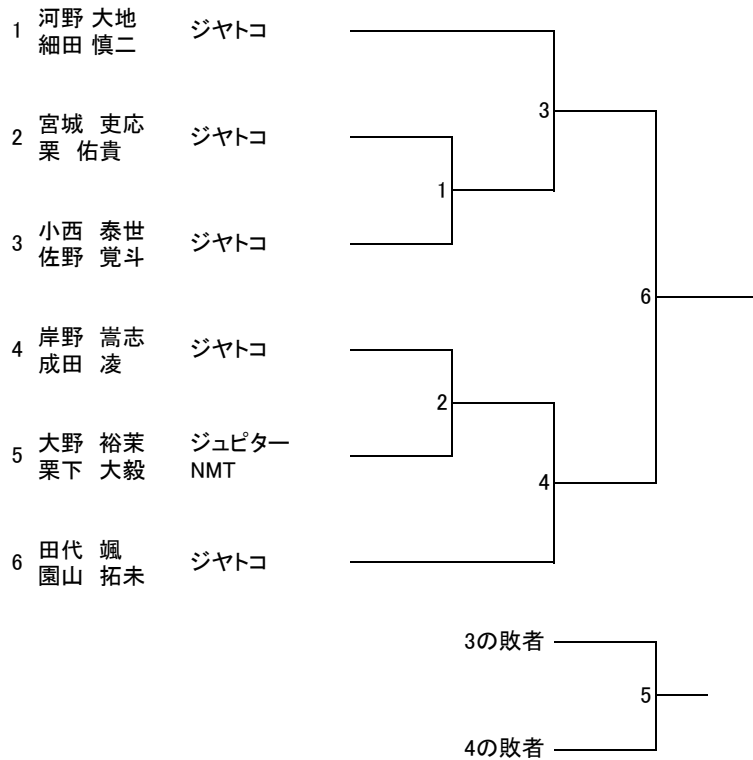 1 河野 大地 ジヤトコ
細田 慎二
3
2 宮城 吏応 ジヤトコ
栗 佑貴
1
3 小西 泰世 ジヤトコ
佐野 覚斗
6
4 岸野 嵩志 ジヤトコ
成田 凌
2
5 大野 裕茉 ジュピター
栗下 大毅 NMT
4
6 田代 颯 ジヤトコ
園山 拓未
3の敗者
5
4の敗者